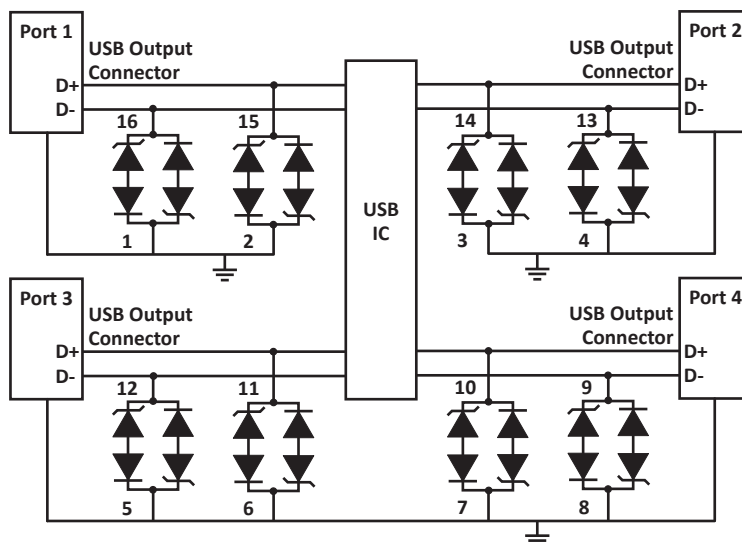 Port 1
USB Output
Connector
D+
D-
16
15
1
2
USB
IC
Port 2
USB Output
Connector
D+
D-
14
13
3
4
Port 3
USB Output
Connector
D+
D-
12
11
5
6
Port 4
USB Output
Connector
D+
D-
10
9
7
8